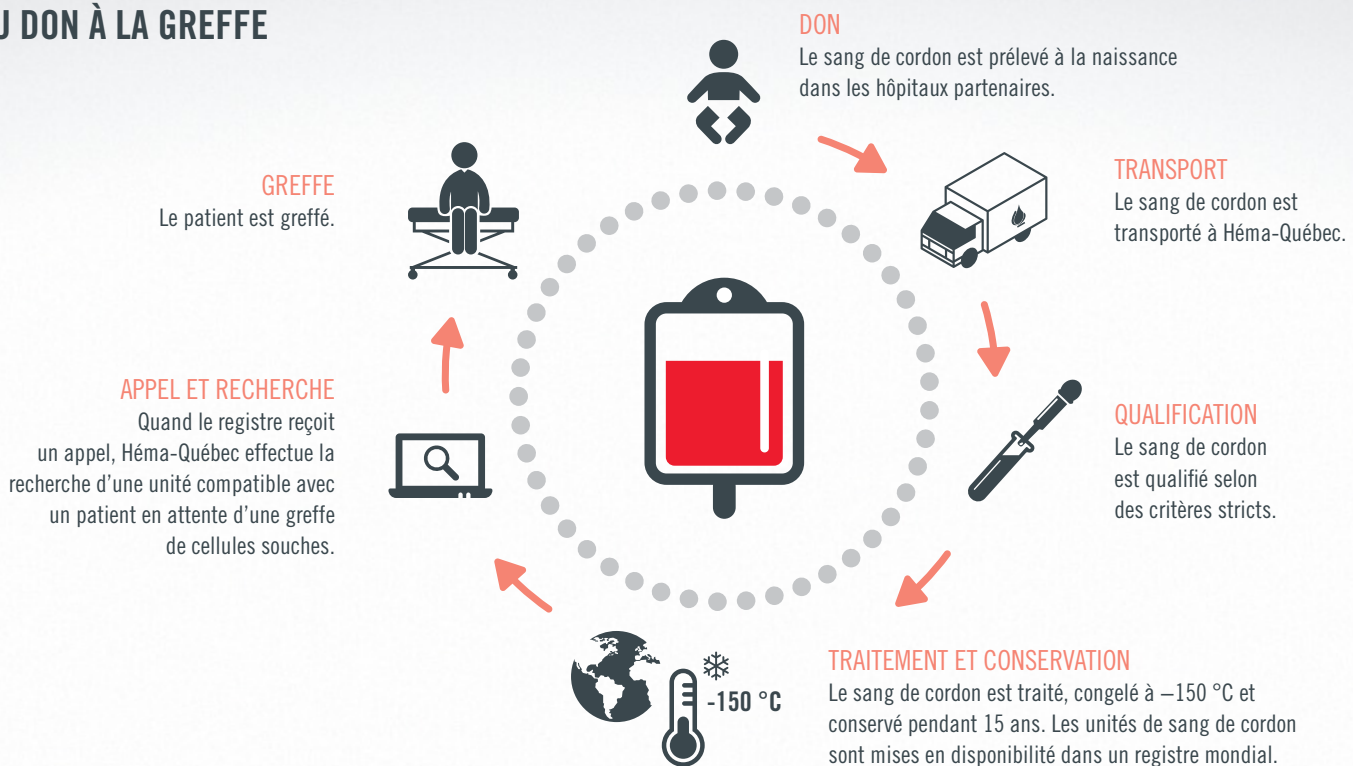 U DON À LA GREFFE
DON
Le sang de cordon est prélevé à la naissance
dans les hôpitaux partenaires.
TRANSPORT
Le sang de cordon est
transporté à Héma-Québec.
QUALIFICATION
Le sang de cordon
est qualifié selon
des critères stricts.
TRAITEMENT ET CONSERVATION
Le sang de cordon est traité, congelé à –150 °C et
conservé pendant 15 ans. Les unités de sang de cordon
sont mises en disponibilité dans un registre mondial.
-150 °C
APPEL ET RECHERCHE
Quand le registre reçoit
un appel, Héma-Québec effectue la
recherche d’une unité compatible avec
un patient en attente d’une greffe
de cellules souches.
GREFFE
Le patient est greffé.